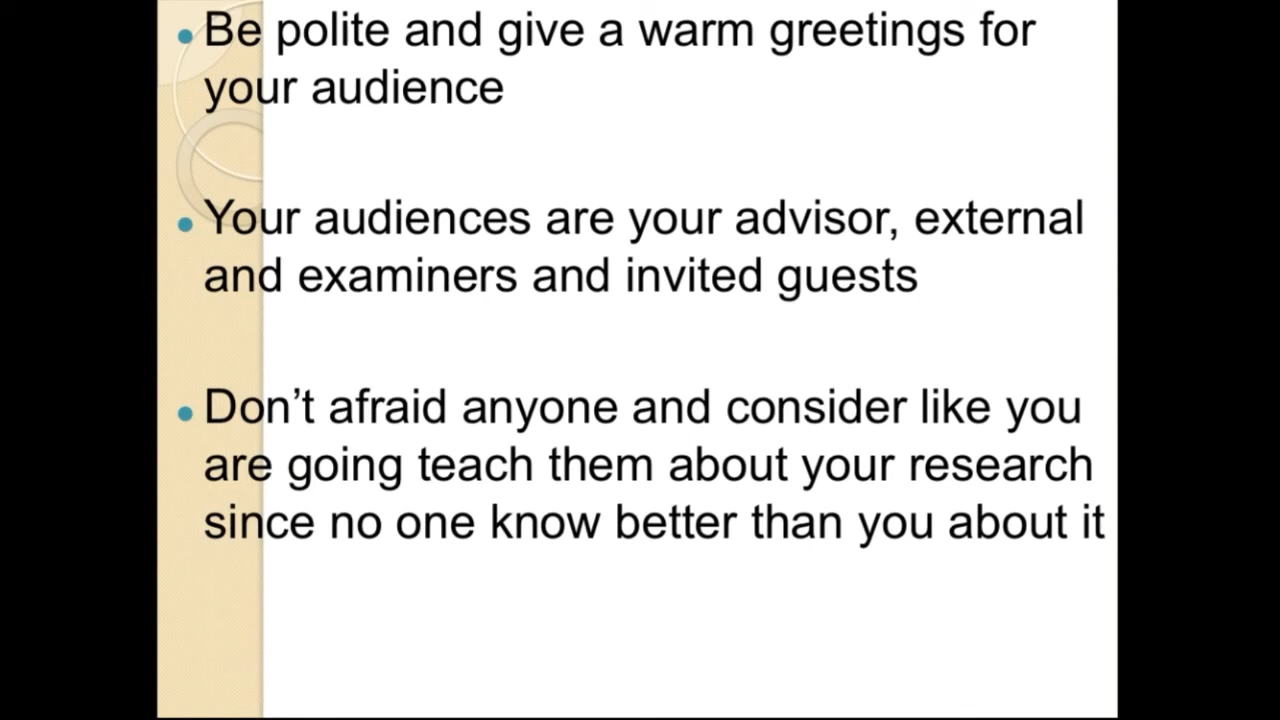 Be polite and give a warm greetings for
your audience
Your audiences are your advisor, external
and examiners and invited guests
Don’t afraid anyone and consider like you
are going teach them about your research
since no one know better than you about it